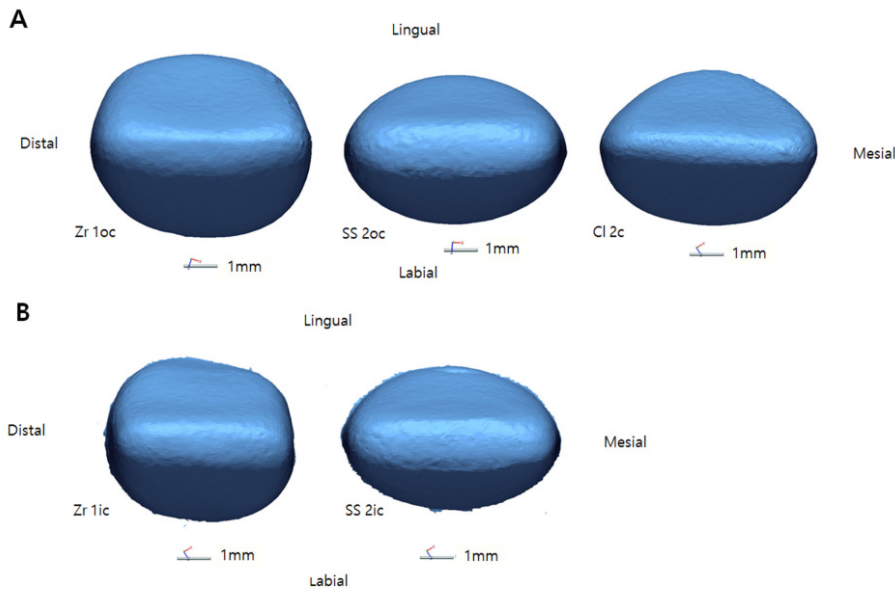 A
Lingual
Distal
Mesial
Zr 1oc
SS 2oc
Cl 2c
1mm
1mm
1mm
Labial
B
Lingual
Distal
Mesial
Zr 1ic
SS 2ic
1mm
1mm
Labial